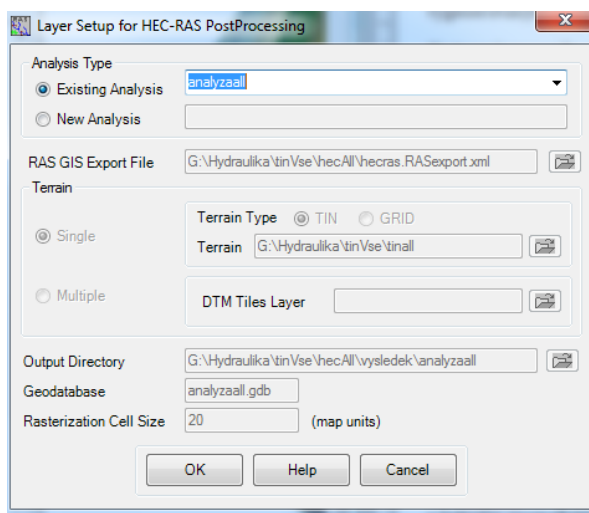 Layer Setup for HEC-RAS PostProcessing
Analysis Type
Existing Analysis
analyzaall
New Analysis
RAS GIS Export File
G:\Hydraulika\tinVse\hecAll\hecras.RASexport.xml
Terrain
Single
Terrain Type TIN GRID
Terrain G:\Hydraulika\tinVse\tinall
Multiple
DTM Tiles Layer
Output Directory G:\Hydraulika\tinVse\hecAll\vysledek\analyzaall
Geodatabase analyzaall.gdb
Rasterization Cell Size 20 (map units)
OK Help Cancel